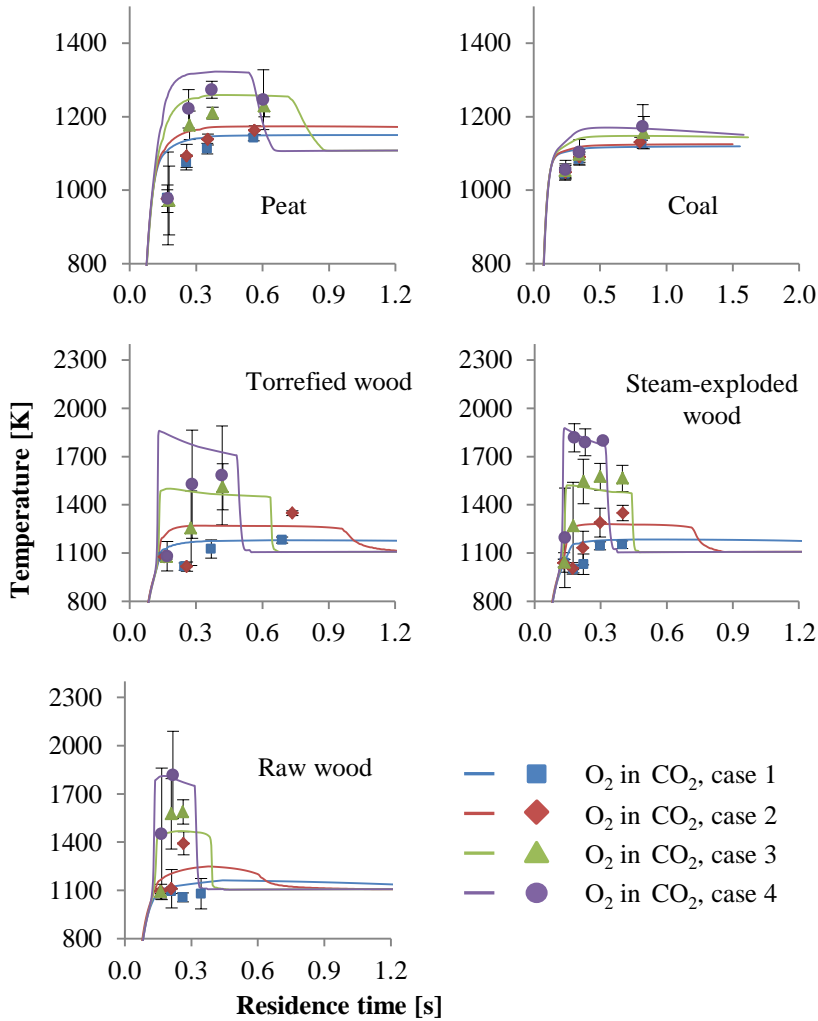 1400
1300
1200
1100
1000
900
800
0.0 0.3 0.6 0.9 1.2
Peat
1400
1200
1000
800
0.0 0.5 1.0 1.5 2.0
Coal
Temperature [K]
2300
2000
1700
1400
1100
800
0.0 0.3 0.6 0.9 1.2
Torrefied wood
2300
2000
1700
1400
1100
800
0.0 0.3 0.6 0.9 1.2
Steam-exploded
wood
2300
2000
1700
1400
1100
800
0.0 0.3 0.6 0.9 1.2
Raw wood
Residence time [s]
O₂ in CO₂, case 1
O₂ in CO₂, case 2
O₂ in CO₂, case 3
O₂ in CO₂, case 4